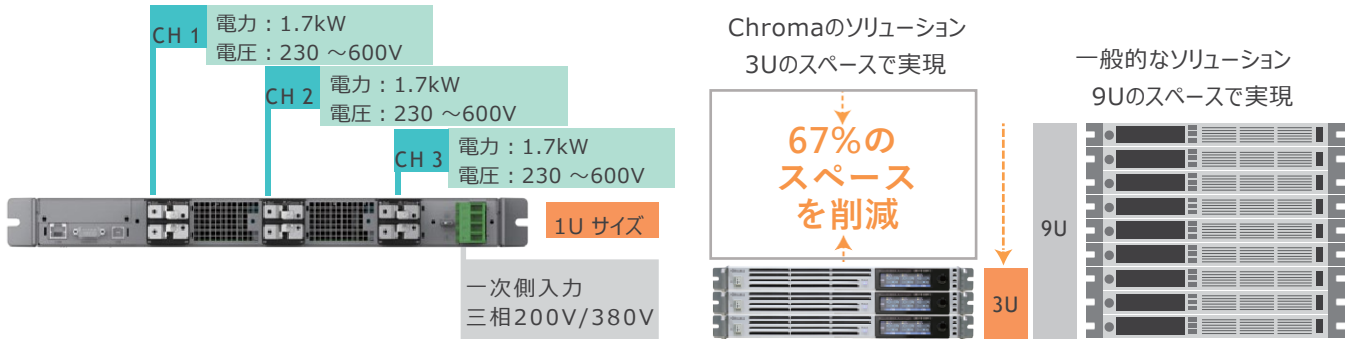 CH 1
電力：1.7kW
電圧：230 ～600V
CH 2
電力：1.7kW
電圧：230 ～600V
CH 3
電力：1.7kW
電圧：230 ～600V
1U サイズ
一次側入力
三相200V/380V
Chromaのソリューション
3Uのスペースで実現
67%の
スペース
を削減
3U
9U
一般的なソリューション
9Uのスペースで実現